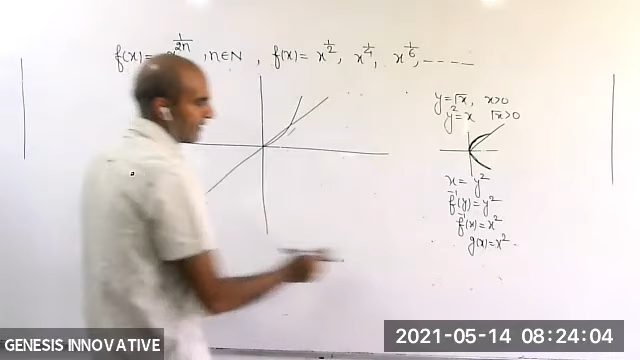 f(x) = x^{1/2n}, n∈N, f(x) = x^{1/2}, x^{1/4}, x^{1/6}, ----
y = √x, x>0
y² = x √x>0
x = y²
f⁻¹(y) = y²
f⁻¹(x) = x²
g(x) = x²
GENESIS INNOVATIVE
2021-05-14 08:24:04